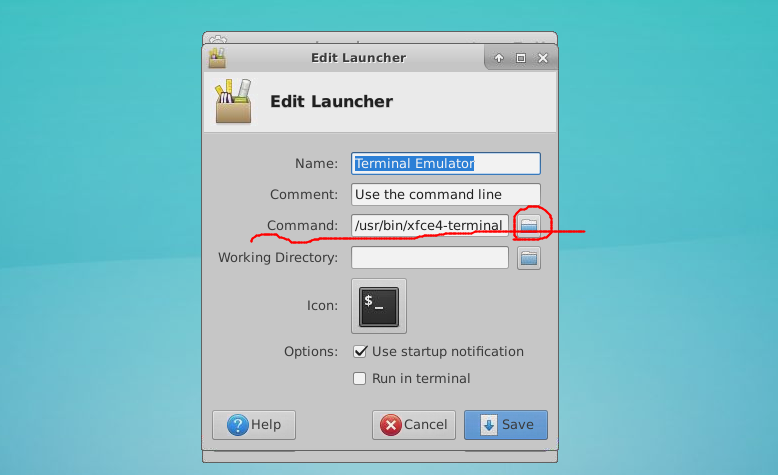 Edit Launcher
Edit Launcher
Name: Terminal Emulator
Comment: Use the command line
Command: /usr/bin/xfce4-terminal
Working Directory:
Icon: $_
Options: Use startup notification
Run in terminal
Help Cancel Save